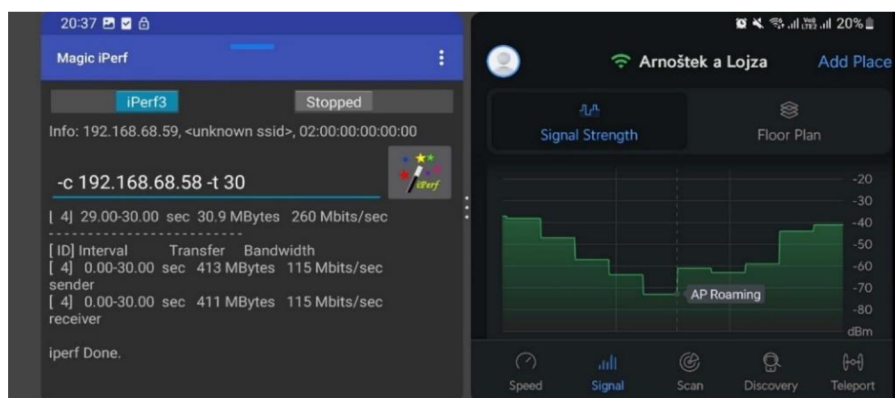 20:37
Magic iPerf
iPerf3
Stopped
Info: 192.168.68.59, <unknown ssid>, 02:00:00:00:00:00
-c 192.168.68.58 -t 30
iPerf
[ 4] 29.00-30.00 sec 30.9 MBytes 260 Mbits/sec
- - - - - - - - - - - - - - - - - - - - - - - - -
[ ID] Interval Transfer Bandwidth
[ 4] 0.00-30.00 sec 413 MBytes 115 Mbits/sec
sender
[ 4] 0.00-30.00 sec 411 MBytes 115 Mbits/sec
receiver
iperf Done.
20%
Arnoštek a Lojza
Add Place
Signal Strength
Floor Plan
-20
-30
-40
-50
-60
-70
-80
dBm
AP Roaming
Speed
Signal
Scan
Discovery
Teleport